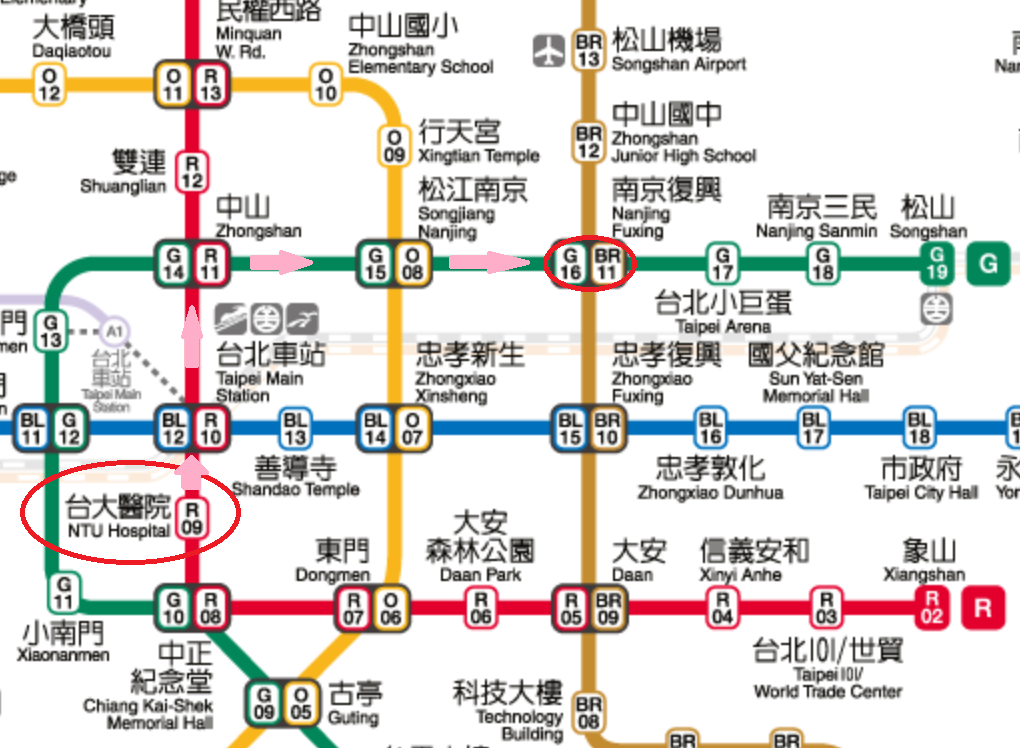 Elementary
大橋頭
Daqiaotou
民權西路
Minquan
W. Rd.
中山國小
Zhongshan
Elementary School
BR
13
松山機場
Songshan Airport
O
12
O
11
R
13
O
10
O
09
行天宮
Xingtian Temple
BR
12
中山國中
Zhongshan
Junior High School
雙連
Shuanglian
R
12
中山
Zhongshan
松江南京
Songjiang
Nanjing
南京復興
Nanjing
Fuxing
南京三民
Nanjing Sanmin
松山
Songshan
G
14
R
11
G
15
O
08
G
16
BR
11
G
17
G
18
G
19
G
台北小巨蛋
Taipei Arena
門
men
G
13
A1
台北
車站
Taipei Main
Station
台北車站
Taipei Main
Station
忠孝新生
Zhongxiao
Xinsheng
忠孝復興
Zhongxiao
Fuxing
國父紀念館
Sun Yat-Sen
Memorial Hall
BL
11
G
12
BL
12
R
10
BL
13
BL
14
O
07
BL
15
BR
10
BL
16
BL
17
BL
18
善導寺
Shandao Temple
忠孝敦化
Zhongxiao Dunhua
市政府
Taipei City Hall
永
台大醫院
NTU Hospital
R
09
東門
Dongmen
大安
森林公園
Daan Park
大安
Daan
信義安和
Xinyi Anhe
象山
Xiangshan
G
11
G
10
R
08
R
07
O
06
R
06
R
05
BR
09
R
04
R
03
R
02
R
小南門
Xiaonanmen
中正
紀念堂
Chiang Kai-Shek
Memorial Hall
台北101/世貿
Taipei 101/
World Trade Center
G
09
O
05
古亭
Guting
科技大樓
Technology
Building
BR
08
BR
BR